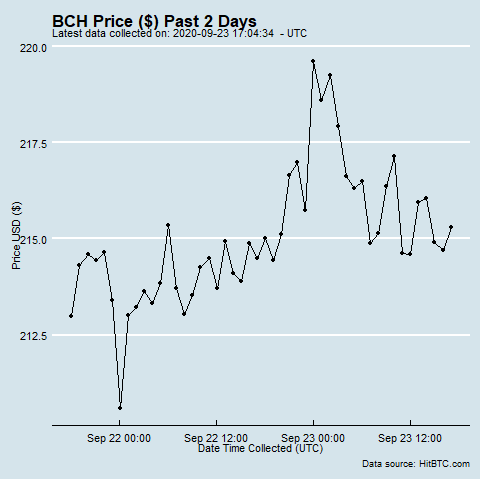 BCH Price ($) Past 2 Days
Latest data collected on: 2020-09-23 17:04:34 - UTC
220.0
217.5
215.0
212.5
Price USD ($)
Sep 22 00:00 Sep 22 12:00 Sep 23 00:00 Sep 23 12:00
Date Time Collected (UTC)
Data source: HitBTC.com